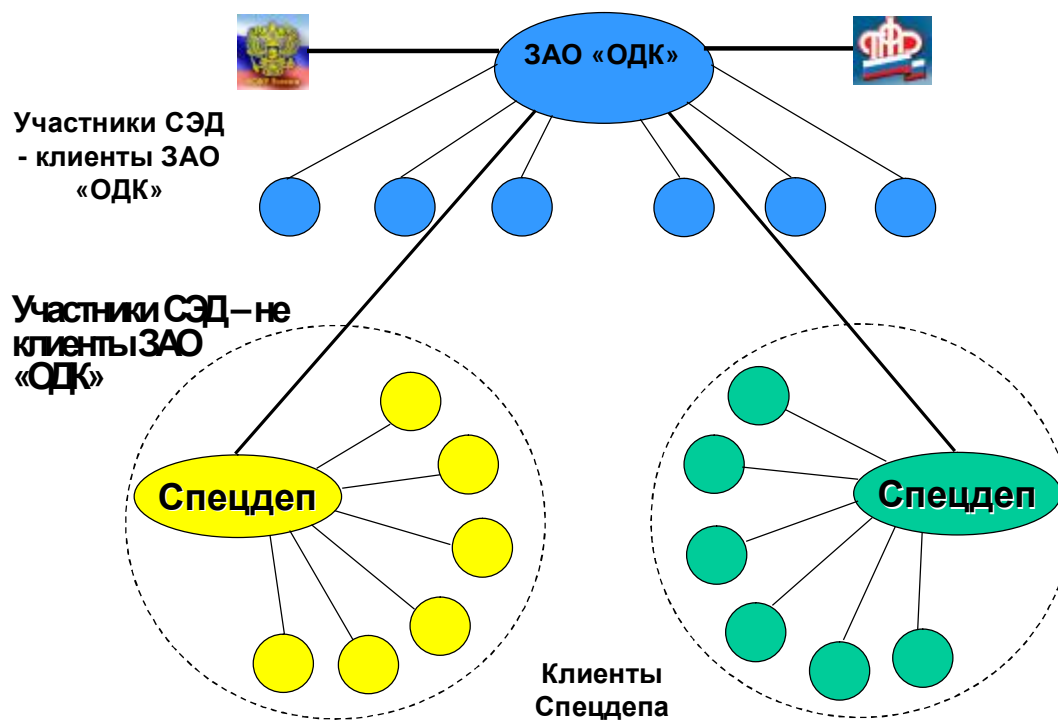 ЗАО «ОДК»
Участники СЭД
- клиенты ЗАО
«ОДК»
Участники СЭД – не
клиенты ЗАО
«ОДК»
Спецдеп
Спецдеп
Клиенты
Спецдепа